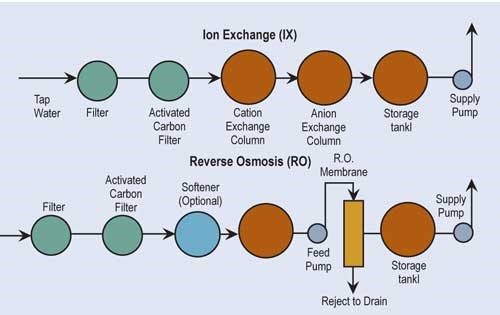 Ion Exchange (IX)
Tap
Water
Filter
Activated
Carbon
Filter
Cation
Exchange
Column
Anion
Exchange
Column
Storage
tankl
Supply
Pump
Reverse Osmosis (RO)
Filter
Activated
Carbon
Filter
Softener
(Optional)
Feed
Pump
R.O.
Membrane
Reject to Drain
Storage
tankl
Supply
Pump